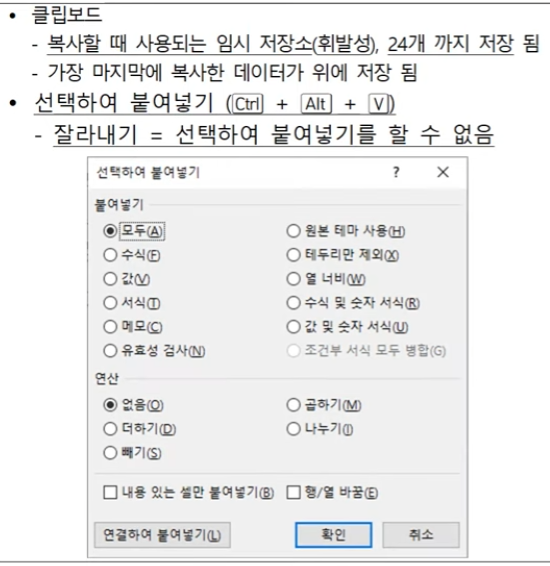 • 클립보드
- 복사할 때 사용되는 임시 저장소(휘발성), 24개 까지 저장 됨
- 가장 마지막에 복사한 데이터가 위에 저장 됨
• 선택하여 붙여넣기 (Ctrl + Alt + V)
- 잘라내기 = 선택하여 붙여넣기를 할 수 없음
선택하여 붙여넣기 ? ×
붙여넣기
모두(A) 원본 테마 사용(H)
수식(F) 테두리만 제외(X)
값(V) 열 너비(W)
서식(T) 수식 및 숫자 서식(R)
메모(C) 값 및 숫자 서식(U)
유효성 검사(N) 조건부 서식 모두 병합(G)
연산
없음(O) 곱하기(M)
더하기(D) 나누기(I)
빼기(S)
내용 있는 셀만 붙여넣기(B) 행/열 바꿈(E)
연결하여 붙여넣기(L) 확인 취소